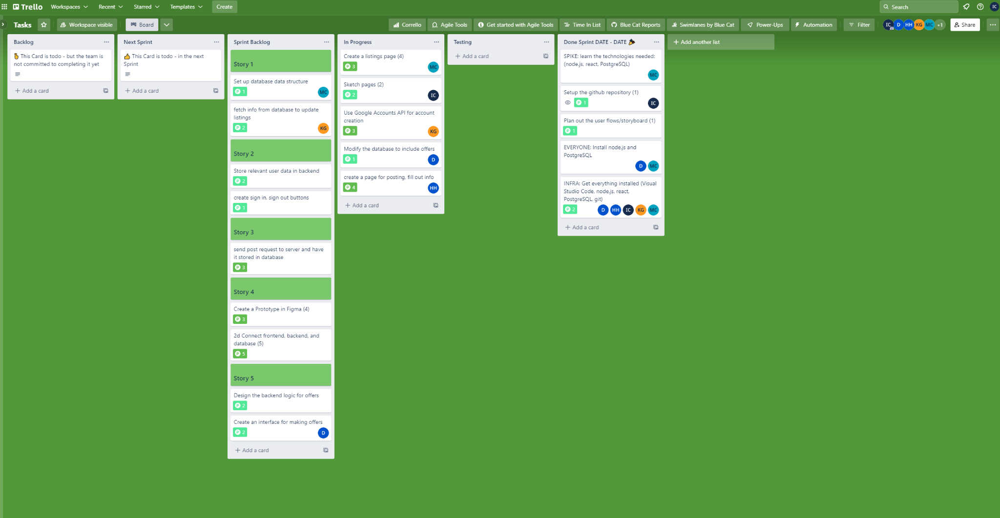 Trello
Workspaces
Recent
Starred
Templates
Create
Search
IC
Tasks
Workspace visible
Board
Corrello
Agile Tools
Get started with Agile Tools
Time In List
Blue Cat Reports
Swimlanes by Blue Cat
Power-Ups
Automation
Filter
IC
D
HH
KG
MC
+1
Share
Backlog
This Card is todo - but the team is
not committed to completing it yet
Add a card
Next Sprint
This Card is todo - in the next
Sprint
Add a card
Sprint Backlog
Story 1
Set up database data structure
P 1
MC
fetch info from database to update
listings
P 2
KG
Story 2
Store relevant user data in backend
P 2
create sign in, sign out buttons
P 1
Story 3
send post request to server and have
it stored in database
P 3
Story 4
Create a Prototype in Figma (4)
P 3
2d Connect frontend, backend, and
database (5)
P 5
Story 5
Design the backend logic for offers
P 2
Create an interface for making offers
P 2
D
Add a card
In Progress
Create a listings page (4)
P 3
MC
Sketch pages (2)
P 2
IC
Use Google Accounts API for account
creation
P 3
KG
Modify the database to include offers
P 1
D
create a page for posting, fill out info
P 4
HH
Add a card
Testing
Add a card
Done Sprint DATE - DATE
SPIKE: learn the technologies needed:
(node.js, react, PostgreSQL)
MC
Setup the github repository (1)
P 1
IC
Plan out the user flows/storyboard (1)
P 1
EVERYONE: Install node.js and
PostgreSQL
D
MC
INFRA: Get everything installed (Visual
Studio Code, node.js, react,
PostgreSQL, git)
P 2
D
HH
IC
KG
MC
Add a card
Add another list